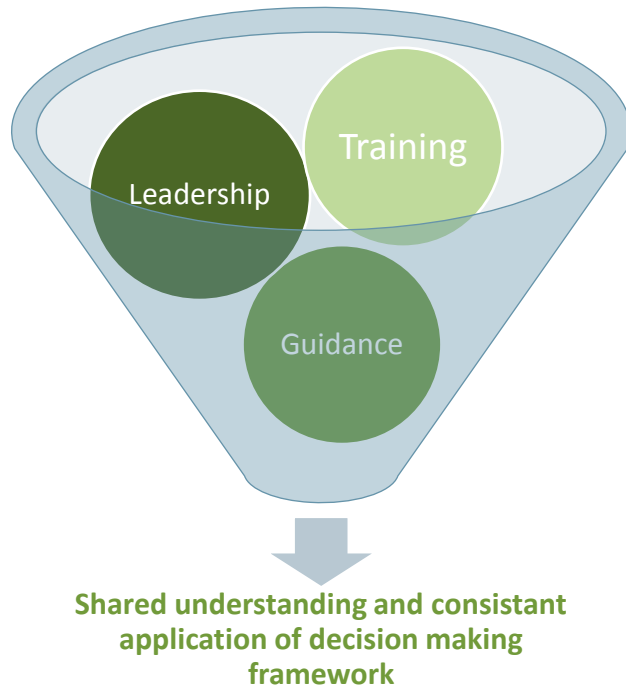 Training
Leadership
Guidance
Shared understanding and consistant
application of decision making
framework